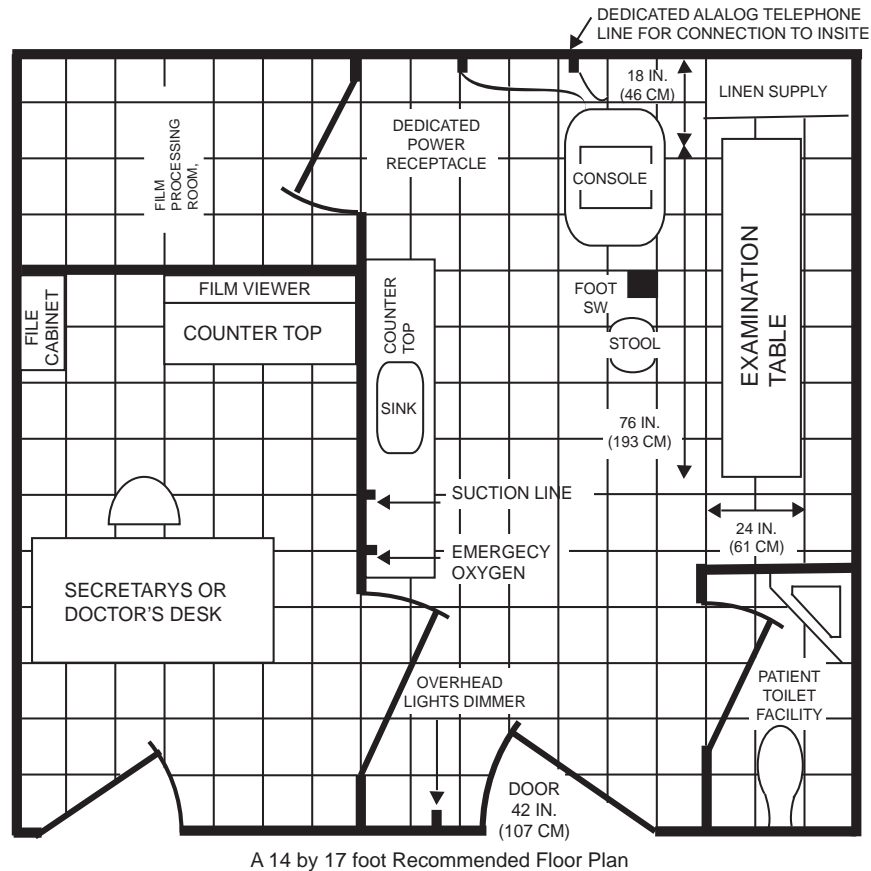 DEDICATED ALALOG TELEPHONE
LINE FOR CONNECTION TO INSITE
18 IN.
(46 CM)
LINEN SUPPLY
DEDICATED
POWER
RECEPTACLE
FILM
PROCESSING
ROOM,
CONSOLE
FILM VIEWER
COUNTER TOP
FILE
CABINET
COUNTER
TOP
FOOT
SW
STOOL
EXAMINATION
TABLE
SINK
76 IN.
(193 CM)
SUCTION LINE
24 IN.
(61 CM)
EMERGECY
OXYGEN
SECRETARYS OR
DOCTOR'S DESK
OVERHEAD
LIGHTS DIMMER
PATIENT
TOILET
FACILITY
DOOR
42 IN.
(107 CM)
A 14 by 17 foot Recommended Floor Plan